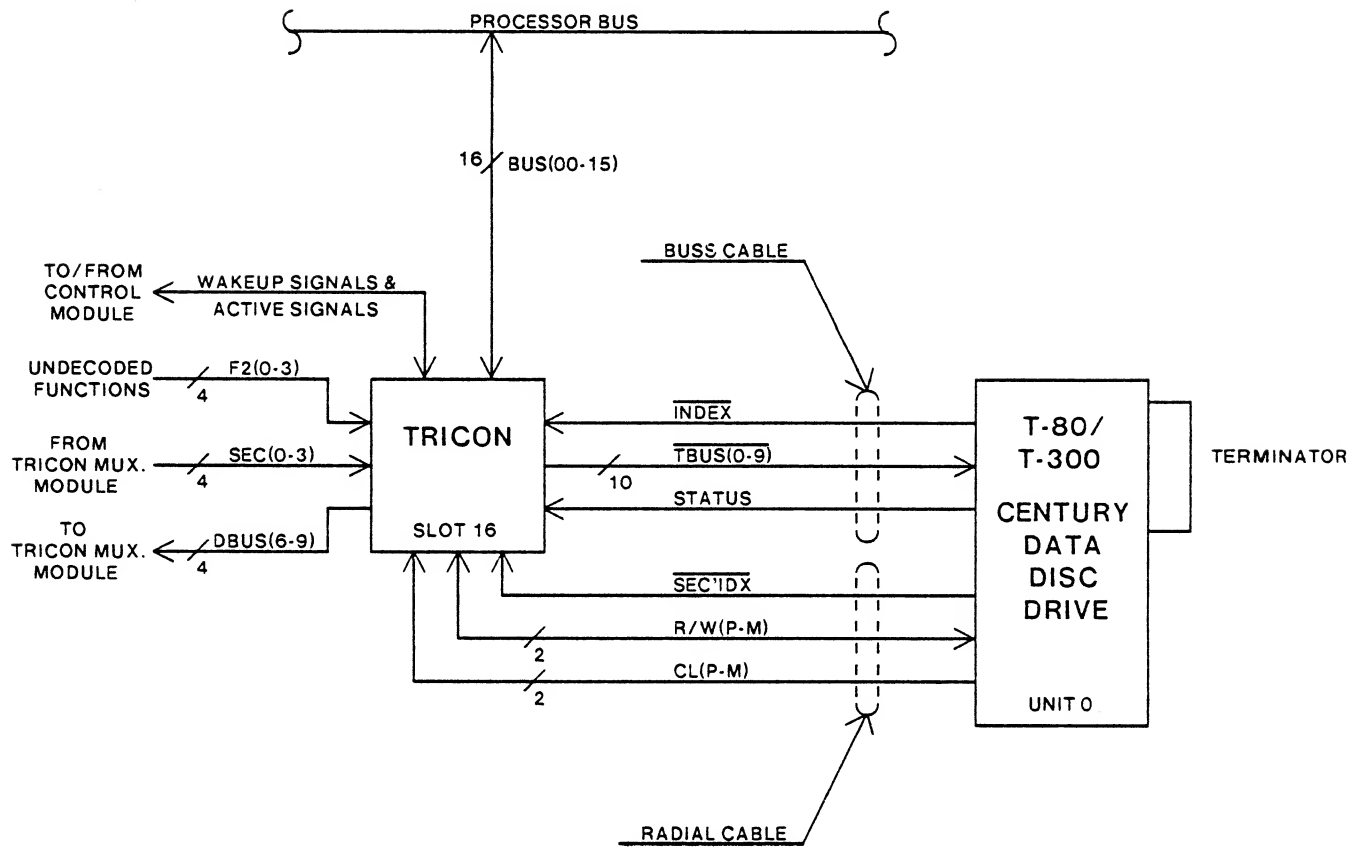 PROCESSOR BUS
16
BUS(00-15)
BUSS CABLE
TO/FROM
CONTROL
MODULE
WAKEUP SIGNALS &
ACTIVE SIGNALS
UNDECODED
FUNCTIONS
F2(0-3)
4
FROM
TRICON MUX.
MODULE
SEC(0-3)
4
TO
TRICON MUX.
MODULE
DBUS(6-9)
4
TRICON
SLOT 16
INDEX
TBUS(0-9)
10
STATUS
SEC'IDX
R/W(P-M)
2
CL(P-M)
2
T-80/
T-300
CENTURY
DATA
DISC
DRIVE
UNIT 0
TERMINATOR
RADIAL CABLE